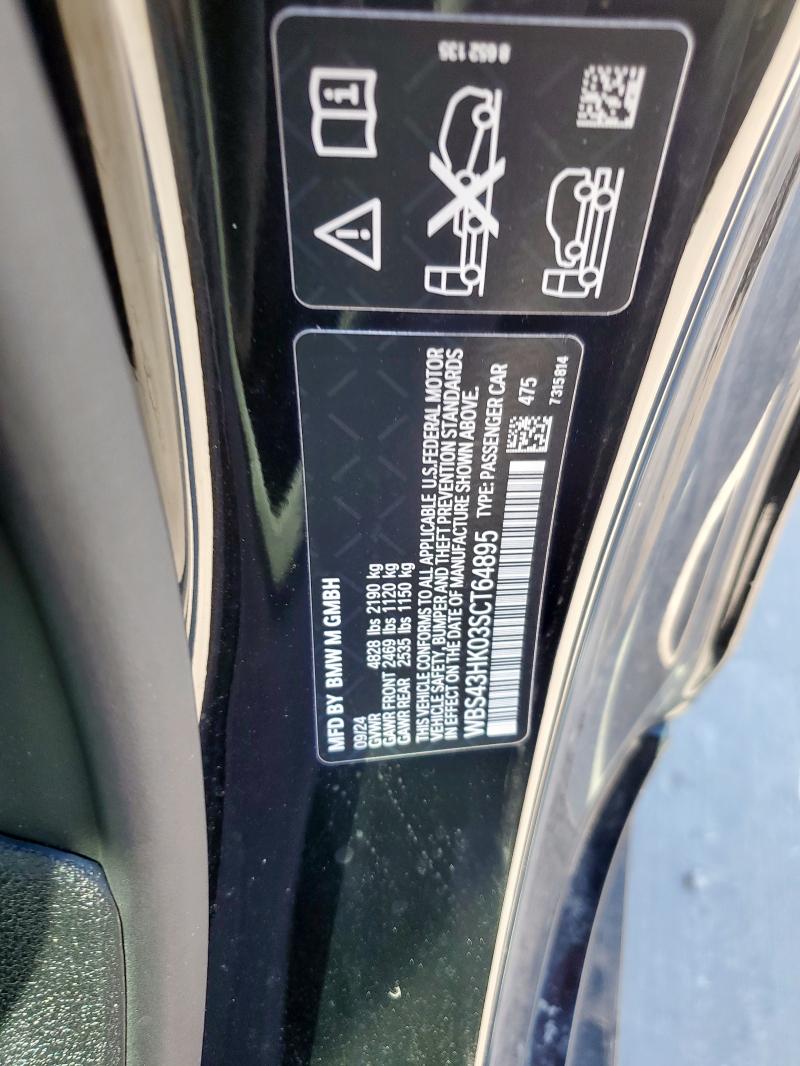 MFD BY BMW M GMBH
09/24
GVWR 4828 lbs 2190 kg
GAWR FRONT 2469 lbs 1120 kg
GAWR REAR 2535 lbs 1150 kg
THIS VEHICLE CONFORMS TO ALL APPLICABLE U.S.FEDERAL MOTOR
VEHICLE SAFETY, BUMPER AND THEFT PREVENTION STANDARDS
IN EFFECT ON THE DATE OF MANUFACTURE SHOWN ABOVE.
WBS43HK03SCT64895 TYPE: PASSENGER CAR
475
7315814
8 652 135